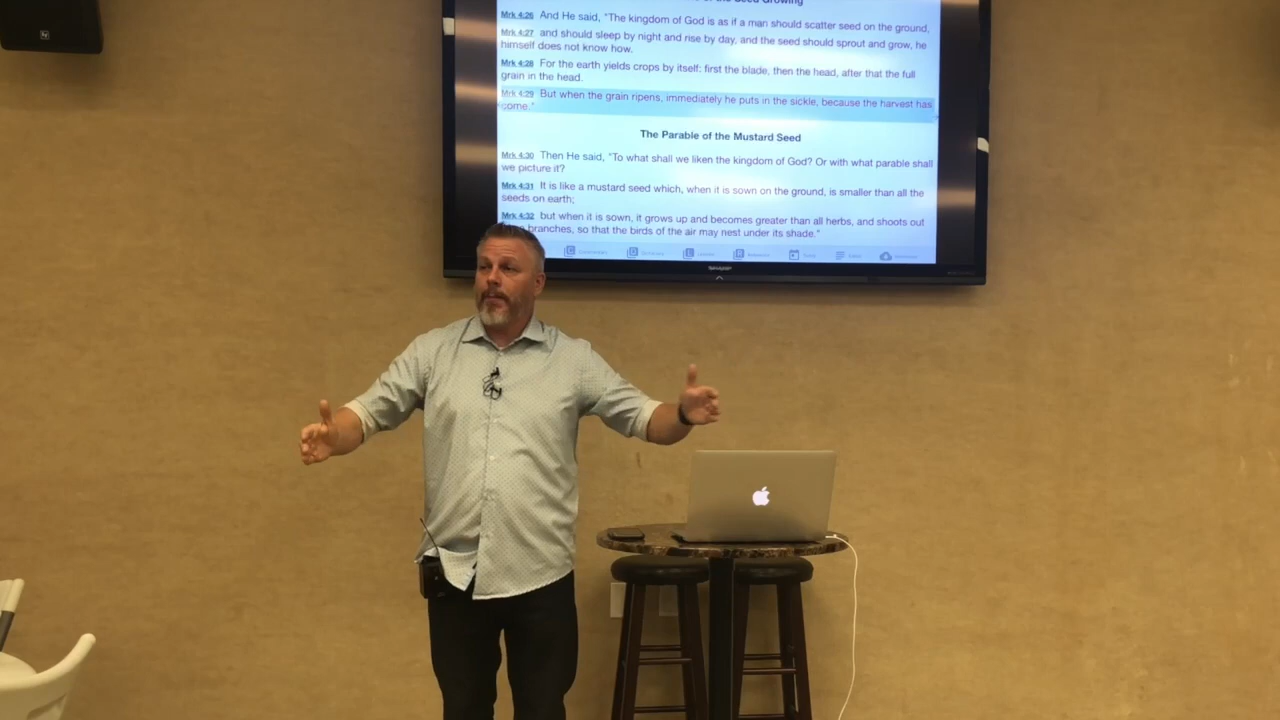 of the Seed Growing
Mrk 4:26 And He said, "The kingdom of God is as if a man should scatter seed on the ground,
Mrk 4:27 and should sleep by night and rise by day, and the seed should sprout and grow, he
himself does not know how.
Mrk 4:28 For the earth yields crops by itself: first the blade, then the head, after that the full
grain in the head.
Mrk 4:29 But when the grain ripens, immediately he puts in the sickle, because the harvest has
come."
The Parable of the Mustard Seed
Mrk 4:30 Then He said, "To what shall we liken the kingdom of God? Or with what parable shall
we picture it?
Mrk 4:31 It is like a mustard seed which, when it is sown on the ground, is smaller than all the
seeds on earth;
Mrk 4:32 but when it is sown, it grows up and becomes greater than all herbs, and shoots out
branches, so that the birds of the air may nest under its shade."
SHARP